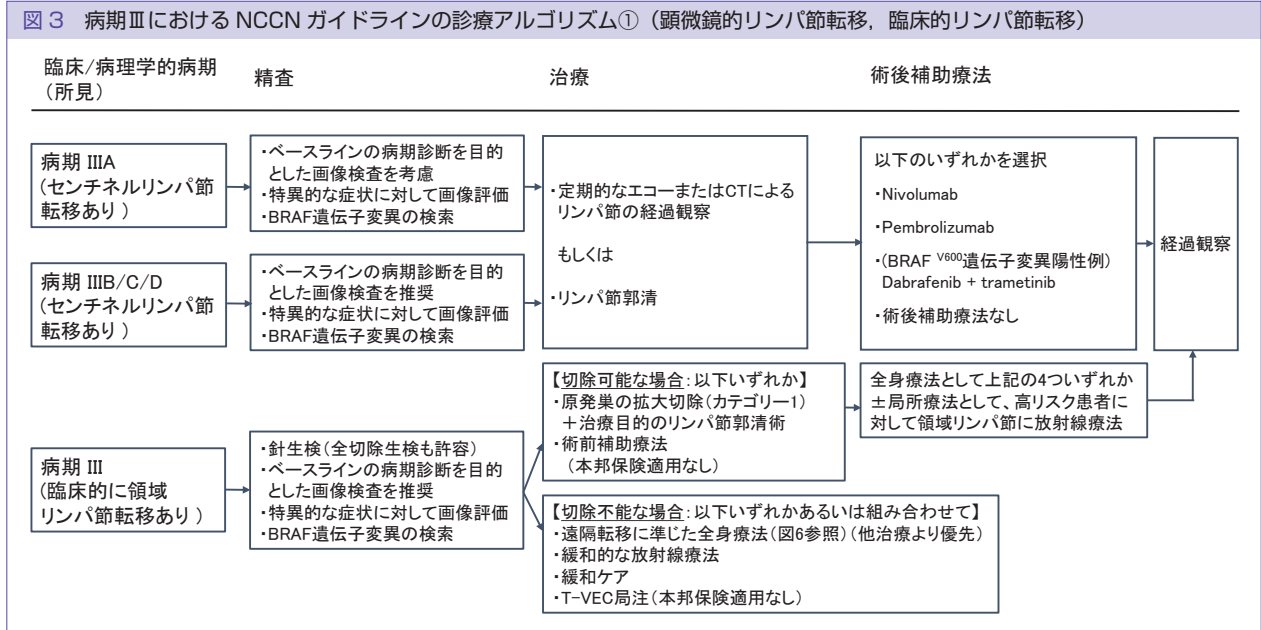 図3 病期Ⅲにおける NCCN ガイドラインの診療アルゴリズム①(顕微鏡的リンパ節転移,臨床的リンパ節転移)
臨床/病理学的病期
(所見)
精査
治療
術後補助療法
病期 IIIA
(センチネルリンパ節
転移あり)
・ベースラインの病期診断を目的
とした画像検査を考慮
・特異的な症状に対して画像評価
・BRAF遺伝子変異の検索
病期 IIIB/C/D
(センチネルリンパ節
転移あり)
・ベースラインの病期診断を目的
とした画像検査を推奨
・特異的な症状に対して画像評価
・BRAF遺伝子変異の検索
・定期的なエコーまたはCTによる
リンパ節の経過観察
もしくは
・リンパ節郭清
以下のいずれかを選択
・Nivolumab
・Pembrolizumab
・(BRAF V600遺伝子変異陽性例)
Dabrafenib + trametinib
・術後補助療法なし
経過観察
病期 III
(臨床的に領域
リンパ節転移あり)
・針生検(全切除生検も許容)
・ベースラインの病期診断を目的
とした画像検査を推奨
・特異的な症状に対して画像評価
・BRAF遺伝子変異の検索
【切除可能な場合:以下いずれか】
・原発巣の拡大切除(カテゴリー1)
+治療目的のリンパ節郭清術
・術前補助療法
(本邦保険適用なし)
全身療法として上記の4ついずれか
±局所療法として、高リスク患者に
対して領域リンパ節に放射線療法
【切除不能な場合:以下いずれかあるいは組み合わせて】
・遠隔転移に準じた全身療法(図6参照)(他治療より優先)
・緩和的な放射線療法
・緩和ケア
・T-VEC局注(本邦保険適用なし)